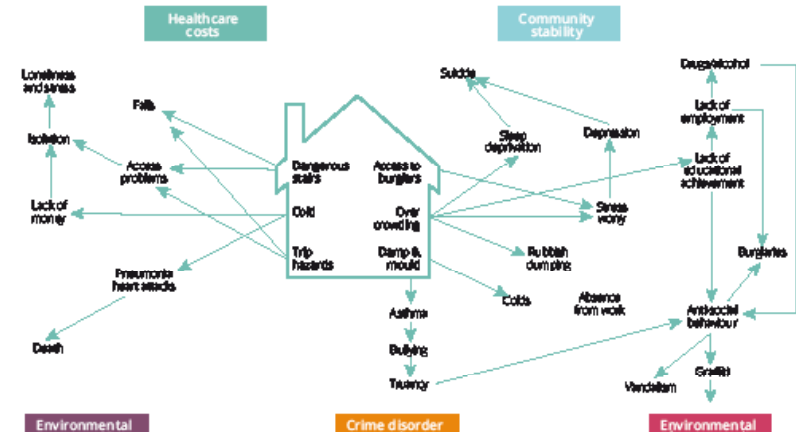 Healthcare
costs
Community
stability
Loneliness
and stress
Falls
Isolation
Access
problems
Lack of
money
Pneumonia
heart attacks
Death
Dangerous
stairs
Access to
burglars
Cold
Over
crowding
Trip
hazards
Damp &
mould
Asthma
Bullying
Truancy
Suicide
Sleep
deprivation
Depression
Stress
worry
Rubbish
dumping
Colds
Absence
from work
Drugs/alcohol
Lack of
employment
Lack of
educational
achievement
Burglaries
Antisocial
behaviour
Vandalism
Graffiti
Environmental
Crime disorder
Environmental